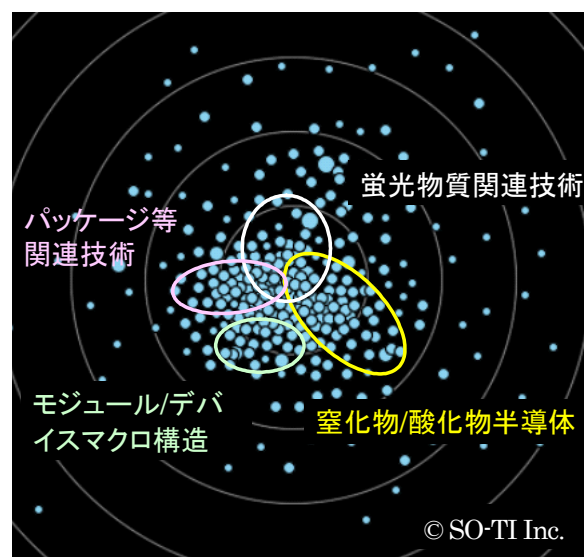 蛍光物質関連技術
パッケージ等
関連技術
モジュール/デバ
イスマクロ構造
窒化物/酸化物半導体
© SO-TI Inc.